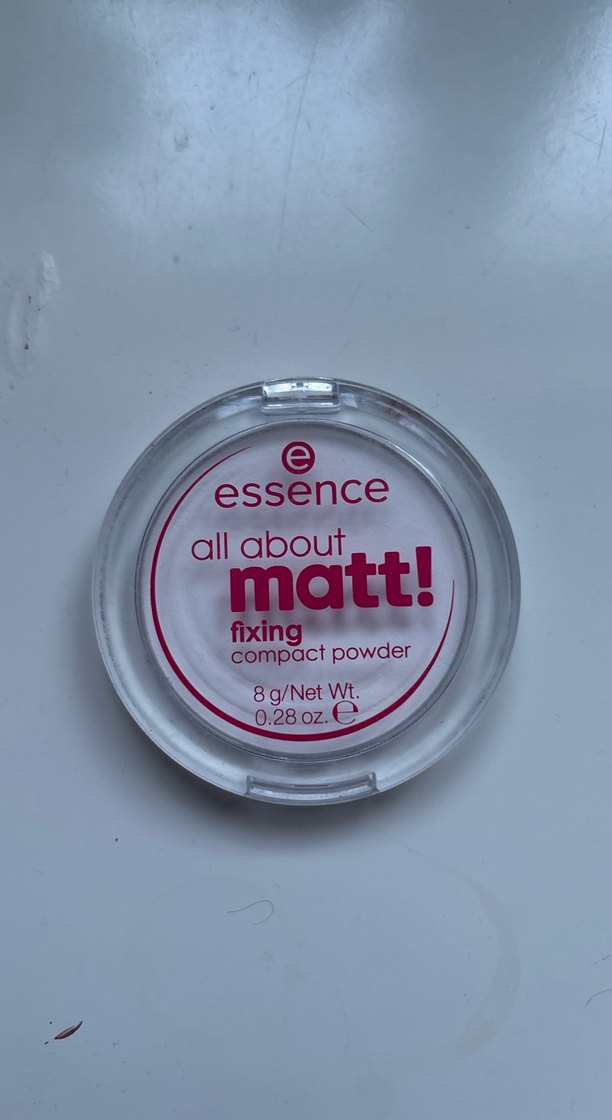 e
essence
all about
matt!
fixing
compact powder
8 g/Net Wt.
0.28 oz. ℮